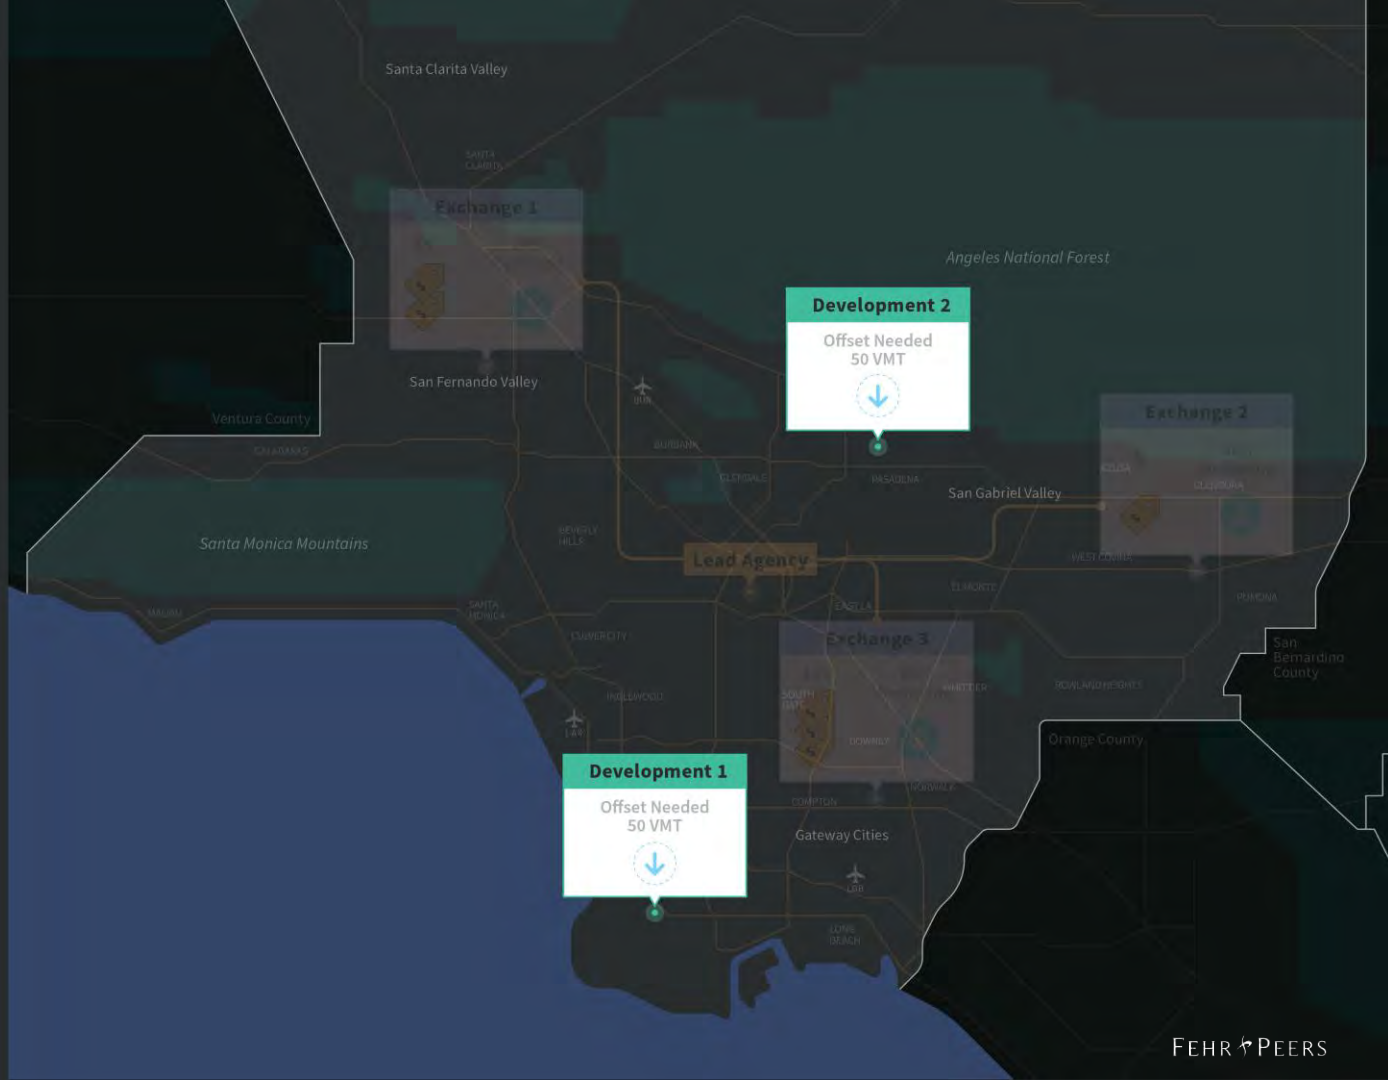 Santa Clarita Valley
SANTA
CLARITA
Exchange 1
Angeles National Forest
Development 2
Offset Needed
50 VMT
San Fernando Valley
BUR
Ventura County
Exchange 2
BURBANK
CALABASAS
GLENDALE
PASADENA
AZUSA
GLENDORA
San Gabriel Valley
BEVERLY
HILLS
Santa Monica Mountains
Lead Agency
WEST COVINA
EL MONTE
POMONA
MALIBU
SANTA
MONICA
E LA
CULVER CITY
Exchange 3
San
Bernardino
County
INGLEWOOD
SOUTH
GATE
WHITTIER
ROWLAND HEIGHTS
LAX
DOWNEY
Orange County
Development 1
Offset Needed
50 VMT
NORWALK
COMPTON
Gateway Cities
LGB
LONG
BEACH
FEHR PEERS